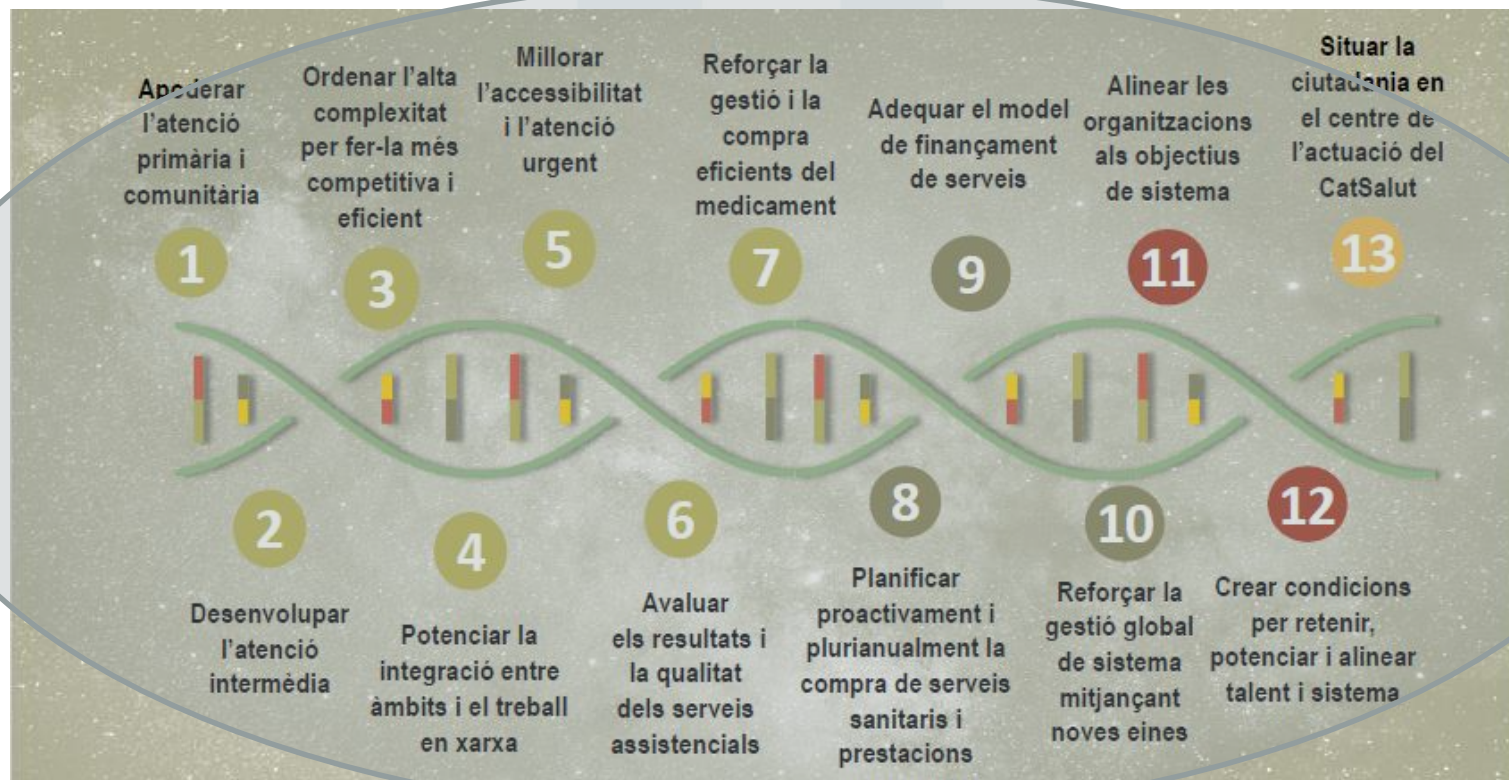 Apoderar
l'atenció
primària i
comunitària
1
2
Desenvolupar
l'atenció
intermèdia
Ordenar l'alta
complexitat
per fer-la més
competitiva i
eficient
3
4
Potenciar la
integració entre
àmbits i el treball
en xarxa
Millorar
l'accessibilitat
i l'atenció
urgent
5
6
Avaluar
els resultats i
la qualitat
dels serveis
assistencials
Reforçar la
gestió i la
compra
eficients del
medicament
7
8
Planificar
proactivament i
plurianualment la
compra de serveis
sanitaris i
prestacions
Adequar el model
de finançament
de serveis
9
10
Reforçar la
gestió global
de sistema
mitjançant
noves eines
Alinear les
organitzacions
als objectius
de sistema
11
12
Crear condicions
per retenir,
potenciar i alinear
talent i sistema
Situar la
ciutadania en
el centre de
l'actuació del
CatSalut
13